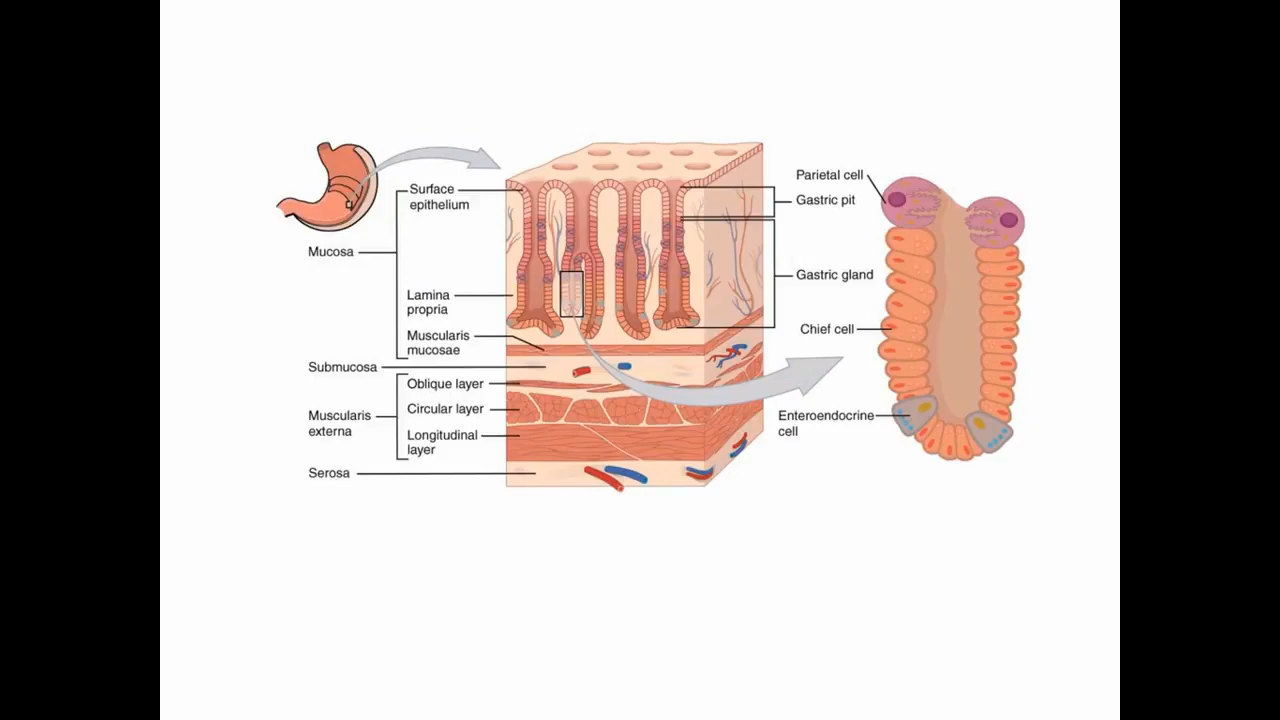 Surface
epithelium
Mucosa
Lamina
propria
Muscularis
mucosae
Submucosa
Oblique layer
Muscularis
externa
Circular layer
Longitudinal
layer
Serosa
Parietal cell
Gastric pit
Gastric gland
Chief cell
Enteroendocrine
cell